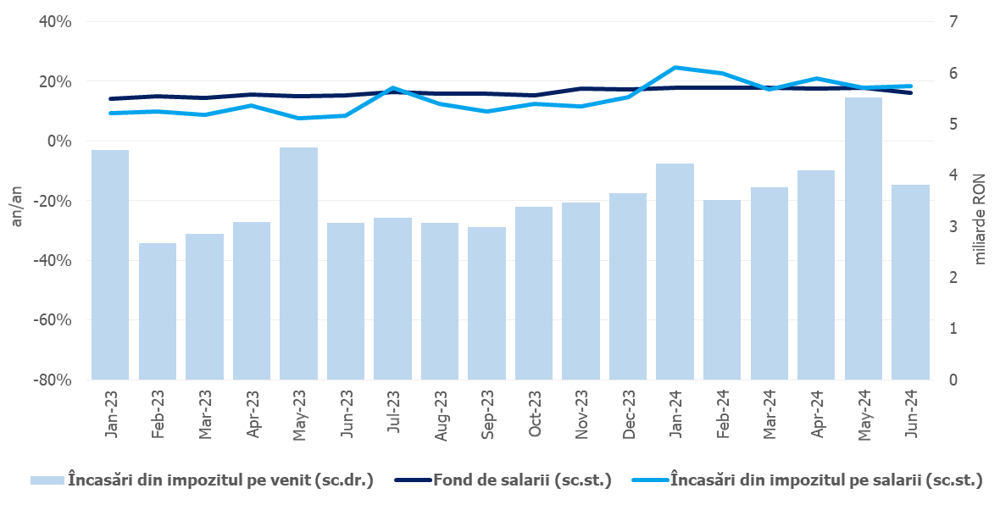 40%
20%
0%
-20%
-40%
-60%
-80%
an/an
7
6
5
4
3
2
1
0
miliarde RON
Jan-23
Feb-23
Mar-23
Apr-23
May-23
Jun-23
Jul-23
Aug-23
Sep-23
Oct-23
Nov-23
Dec-23
Jan-24
Feb-24
Mar-24
Apr-24
May-24
Jun-24
Încasări din impozitul pe venit (sc.dr.)
Fond de salarii (sc.st.)
Încasări din impozitul pe salarii (sc.st.)